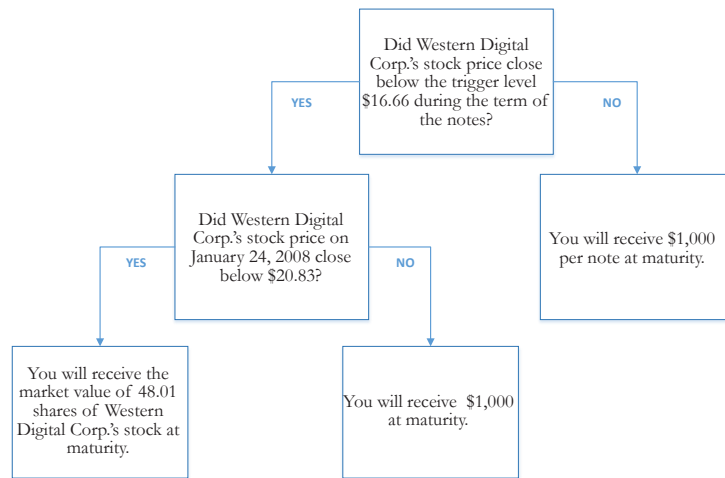 Did Western Digital
Corp.'s stock price close
below the trigger level
$16.66 during the term of
the notes?
YES
NO
Did Western Digital
Corp.'s stock price on
January 24, 2008 close
below $20.83?
You will receive $1,000
per note at maturity.
YES
NO
You will receive the
market value of 48.01
shares of Western
Digital Corp.'s stock at
maturity.
You will receive $1,000
at maturity.